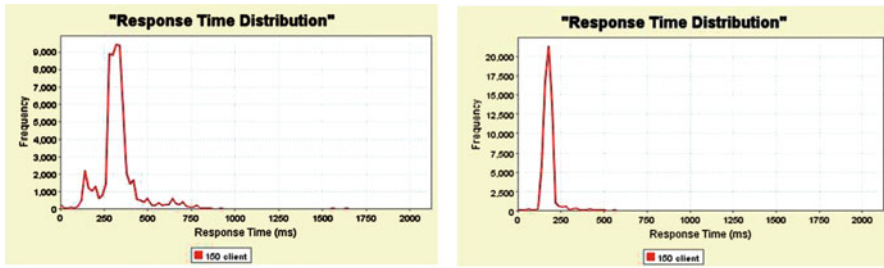 "Response Time Distribution"
9,000
8,000
7,000
6,000
5,000
4,000
3,000
2,000
1,000
0
Frequency
0 250 500 750 1000 1250 1500 1750 2000
Response Time (ms)
150 client
"Response Time Distribution"
20,000
17,500
15,000
12,500
10,000
7,500
5,000
2,500
0
Frequency
0 250 500 750 1000 1250 1500 1750 2000
Response Time (ms)
150 client